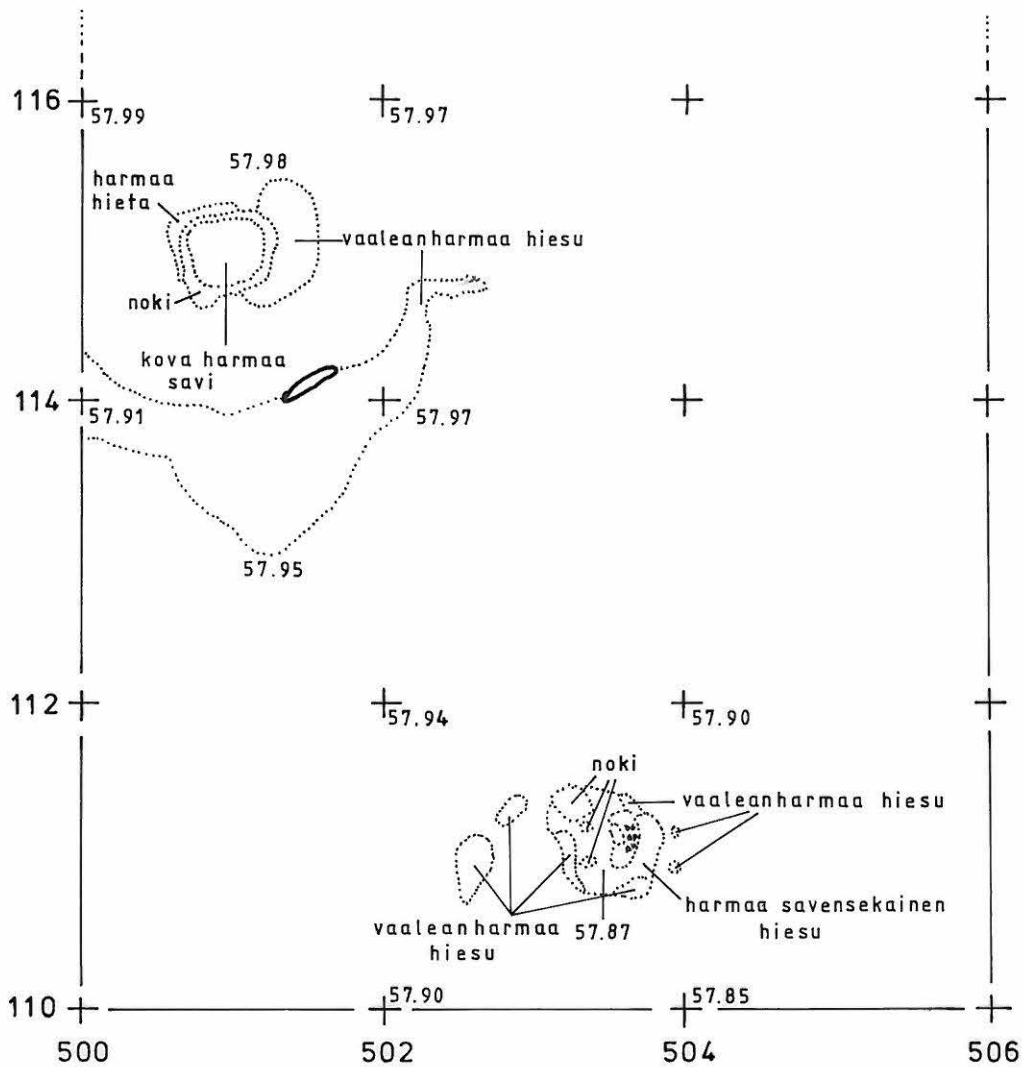 116
57.99
57.97
57.98
harmaa
hieta
vaaleanharmaa hiesu
noki
kova harmaa
savi
114
57.91
57.97
57.95
112
57.94
57.90
noki
vaaleanharmaa hiesu
vaaleanharmaa
hiesu
57.87
harmaa savensekainen
hiesu
110
57.90
57.85
500
502
504
506